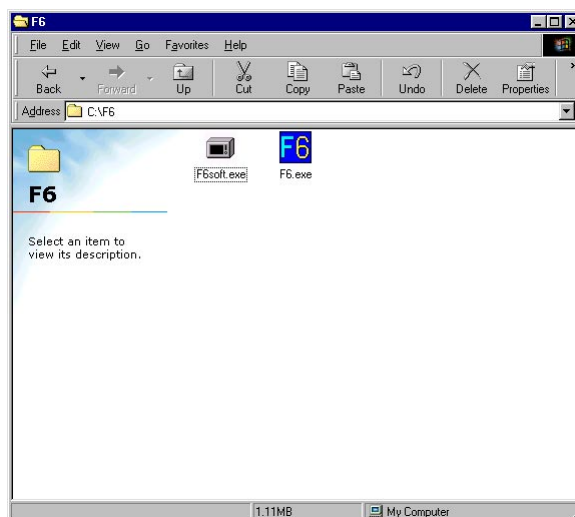 F6
File Edit View Go Favorites Help
Back Forward Up Cut Copy Paste Undo Delete Properties
Address C:\F6
F6
F6soft.exe F6.exe
F6
Select an item to
view its description.
1.11MB My Computer